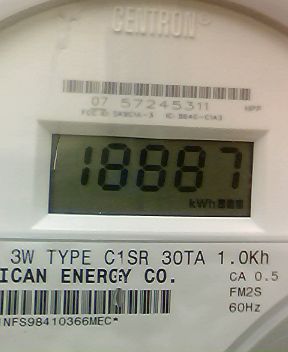 CENTRON®
07 57245311
18887
kWh
3W TYPE C1SR 30TA 1.0Kh
ICAN ENERGY CO.
CA 0.5
FM2S
60Hz
INFS98410366MEC*